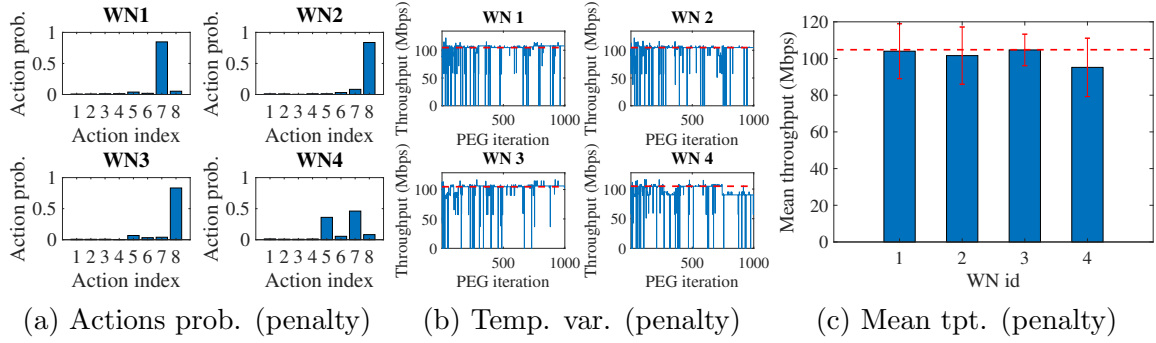 WN1
Action prob.
1
0.5
0
1 2 3 4 5 6 7 8
Action index
WN2
Action prob.
1
0.5
0
1 2 3 4 5 6 7 8
Action index
WN3
Action prob.
1
0.5
0
1 2 3 4 5 6 7 8
Action index
WN4
Action prob.
1
0.5
0
1 2 3 4 5 6 7 8
Action index
(a) Actions prob. (penalty)
WN 1
Throughput (Mbps)
100
50
0
500 1000
PEG iteration
WN 2
Throughput (Mbps)
100
50
0
500 1000
PEG iteration
WN 3
Throughput (Mbps)
100
50
0
500 1000
PEG iteration
WN 4
Throughput (Mbps)
100
50
0
500 1000
PEG iteration
(b) Temp. var. (penalty)
Mean throughput (Mbps)
120
100
80
60
40
20
0
1 2 3 4
WN id
(c) Mean tpt. (penalty)